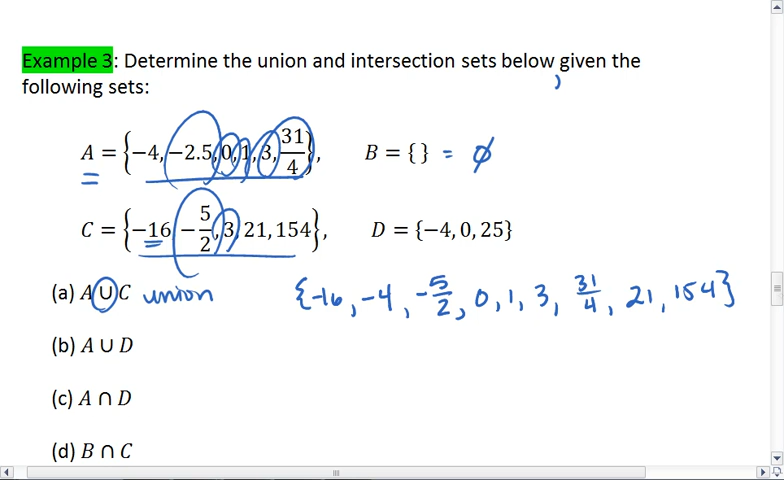 Example 3: Determine the union and intersection sets below, given the
following sets:
A = {−4, −2.5, 0, 1, 3, 31/4}, B = { } = ∅
C = {−16, −5/2, 3, 21, 154}, D = {−4, 0, 25}
(a) A ∪ C union {-16, -4, -5/2, 0, 1, 3, 31/4, 21, 154}
(b) A ∪ D
(c) A ∩ D
(d) B ∩ C